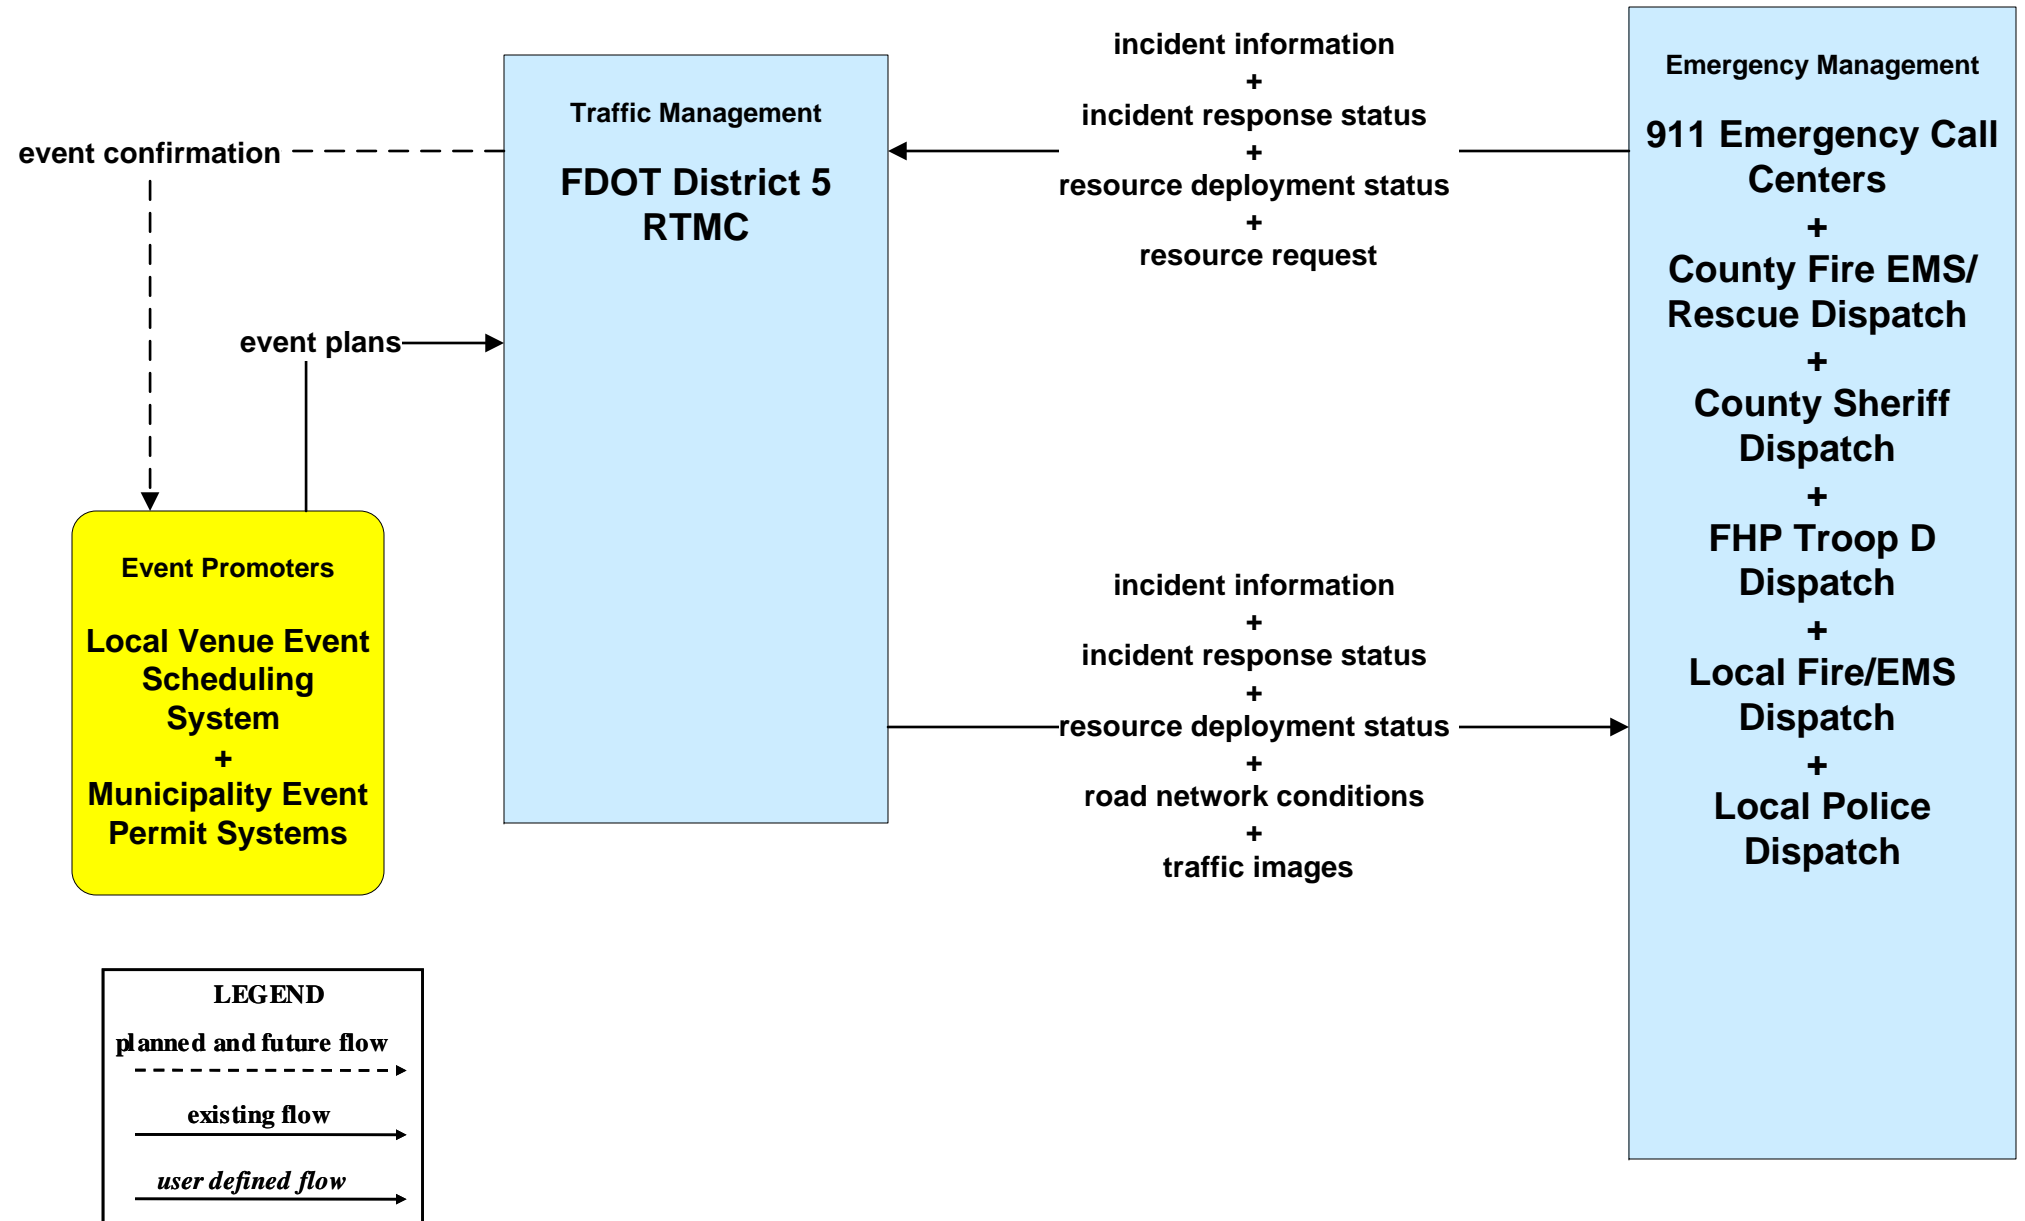 event confirmation
event plans
Event Promoters
Local Venue Event
Scheduling
System
+
Municipality Event
Permit Systems
Traffic Management
FDOT District 5
RTMC
incident information
+
incident response status
+
resource deployment status
+
resource request
incident information
+
incident response status
+
resource deployment status
+
road network conditions
+
traffic images
Emergency Management
911 Emergency Call
Centers
+
County Fire EMS/
Rescue Dispatch
+
County Sheriff
Dispatch
+
FHP Troop D
Dispatch
+
Local Fire/EMS
Dispatch
+
Local Police
Dispatch
LEGEND
planned and future flow
existing flow
user defined flow